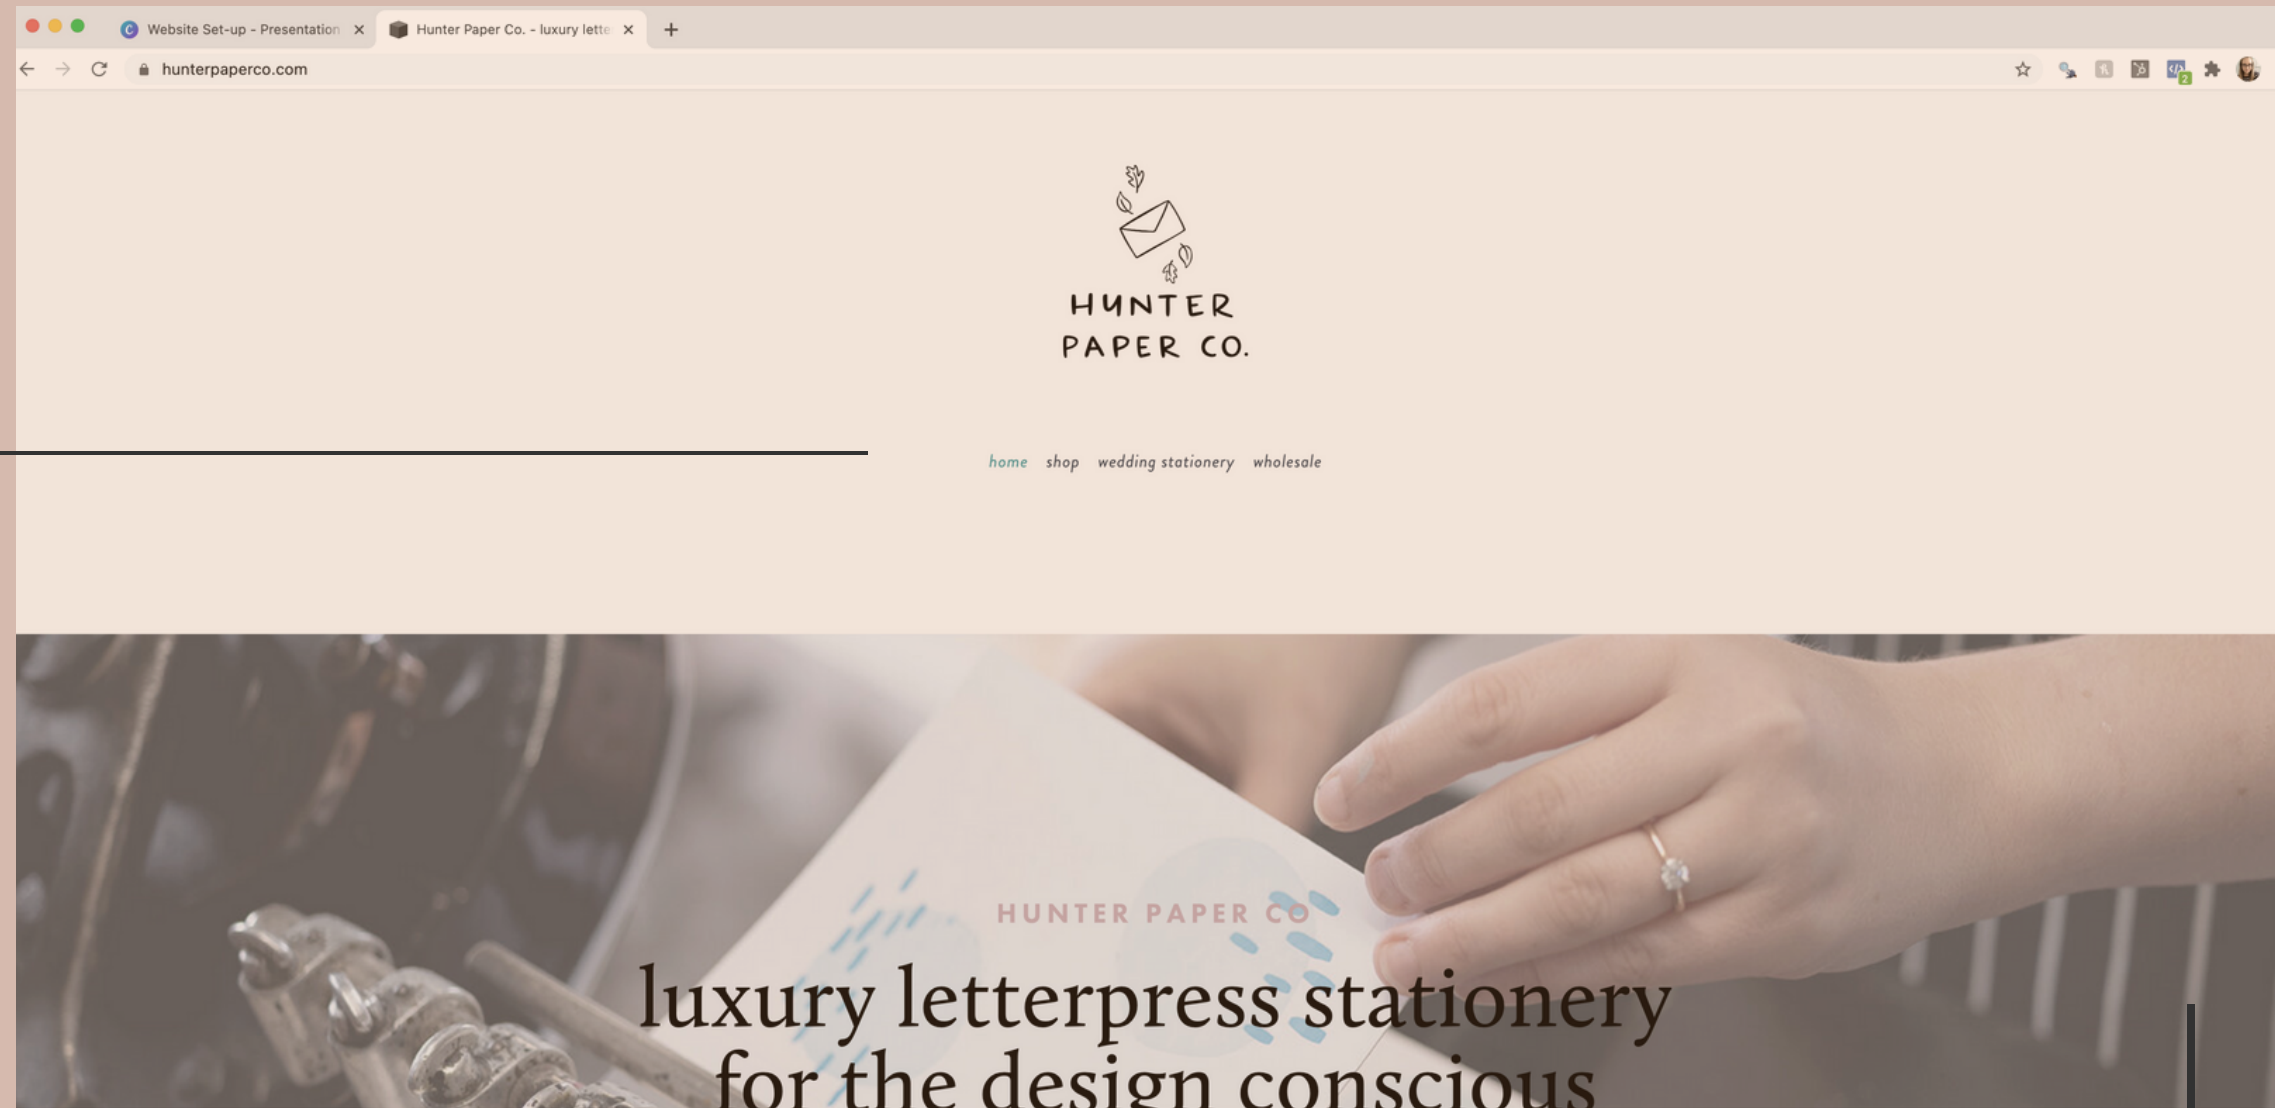 Website Set-up - Presentation
Hunter Paper Co. - luxury lette
hunterpaperco.com
2
HUNTER
PAPER CO.
home shop wedding stationery wholesale
HUNTER PAPER CO
luxury letterpress stationery
for the design conscious